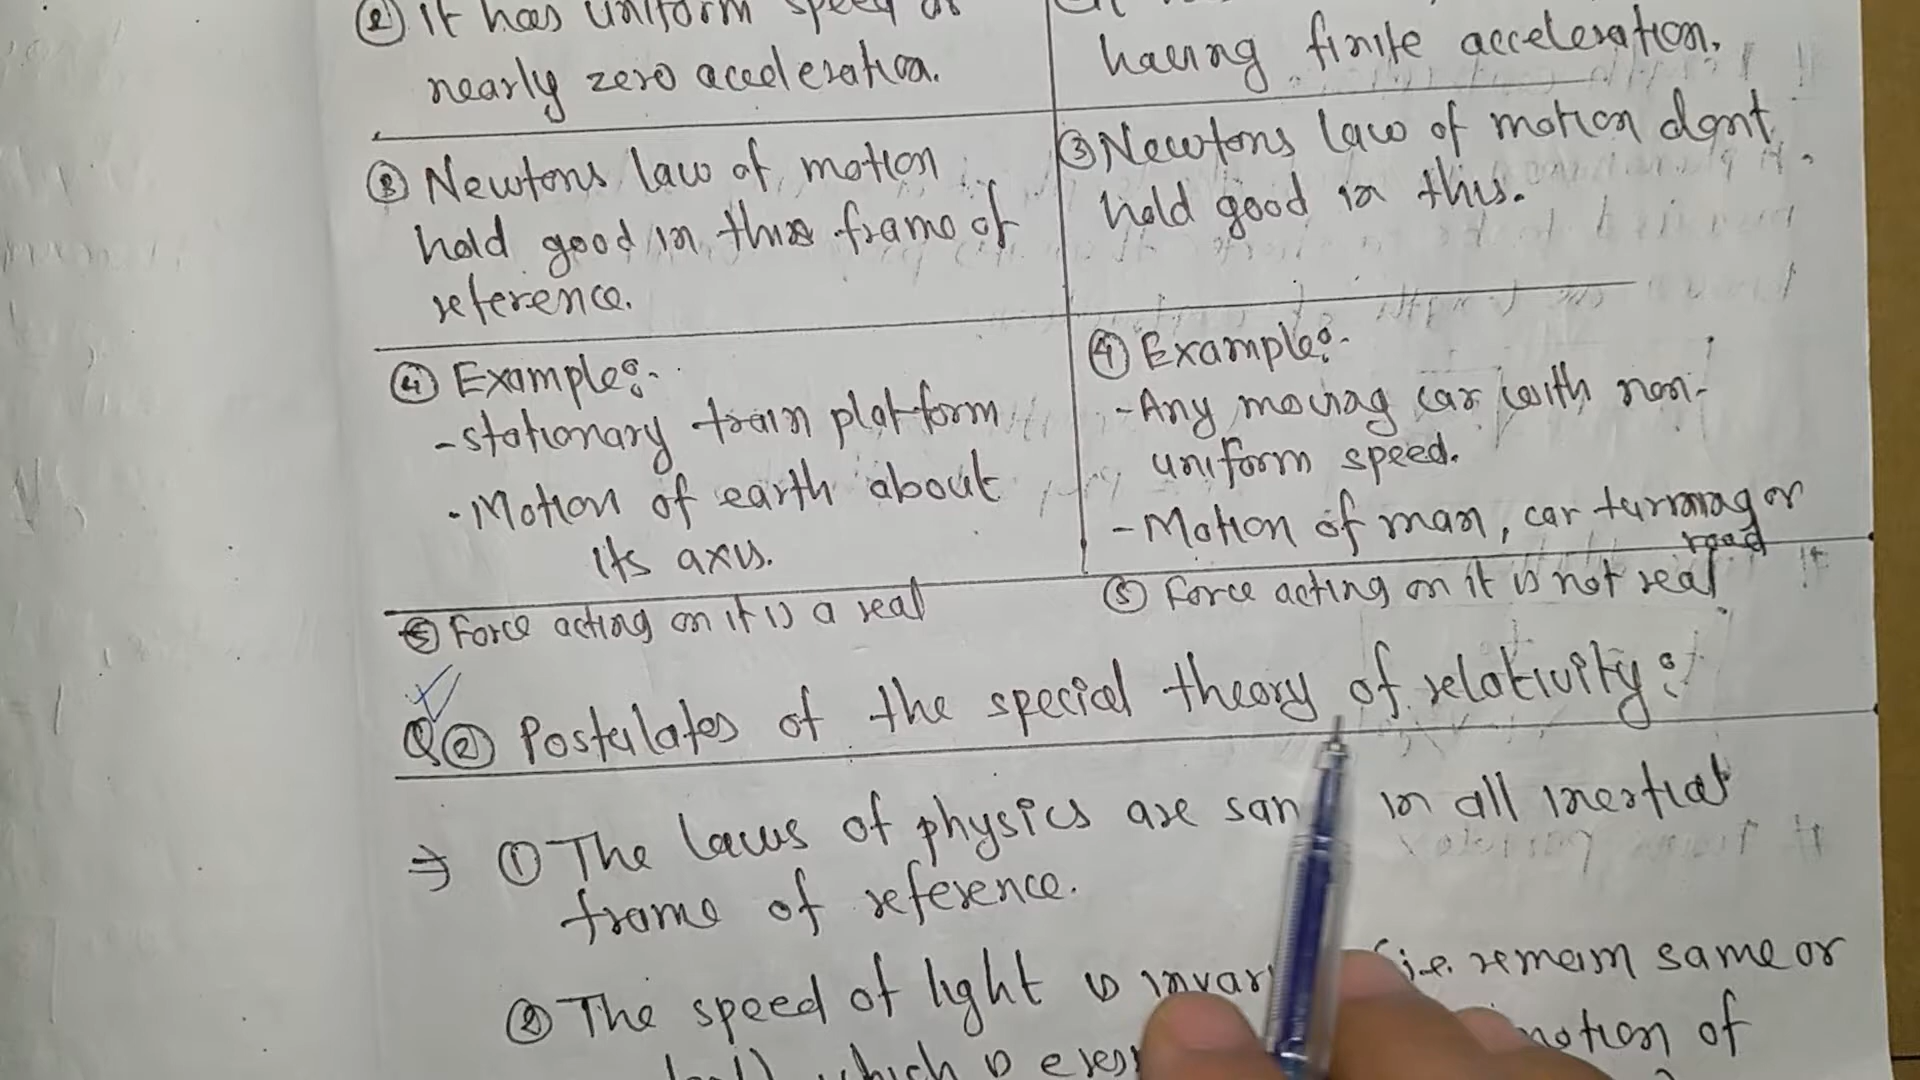 ② It has uniform speed or
nearly zero acceleration.
having finite acceleration.
③ Newtons law of motion
hold good in this frame of
reference.
③ Newtons law of motion dont
hold good in this.
④ Example:-
- stationary train platform
- Motion of earth about
its axis.
④ Example:-
- Any moving car with non-
uniform speed.
- Motion of man, car turning on
road
⑤ Force acting on it is a real
⑤ Force acting on it is not real
Q② Postulates of the special theory of relativity:
⇒ ① The laws of physics are in all inertial
frame of reference.
② The speed of light is (i.e. remain same or
which is motion of